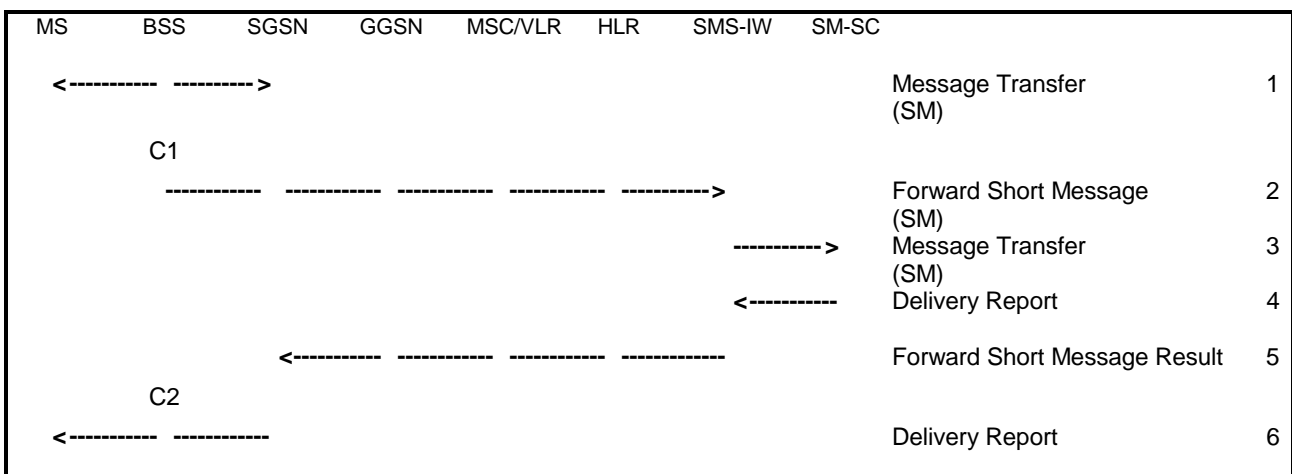 MS BSS SGSN GGSN MSC/VLR HLR SMS-IW SM-SC
<----------- ----------> Message Transfer 1
(SM)
C1
------------ ------------ ------------ ------------ -----------> Forward Short Message 2
(SM)
-----------> Message Transfer 3
(SM)
<----------- Delivery Report 4
<----------- ------------ ------------ ------------- Forward Short Message Result 5
C2
<----------- ------------ Delivery Report 6